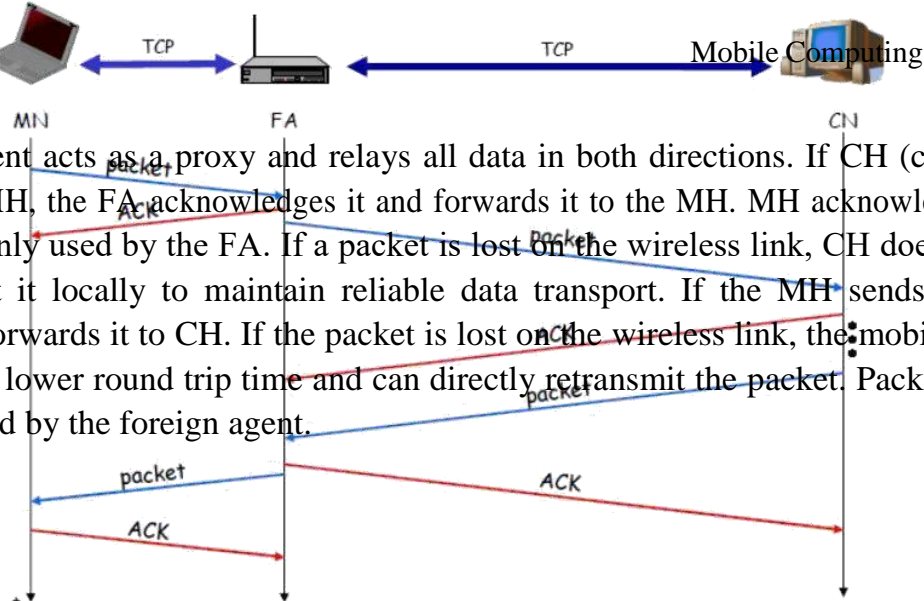 TCP
TCP
Mobile Computing
MN
FA
CN
ent acts as a proxy and relays all data in both directions. If CH (c
packet
IH, the FA acknowledges it and forwards it to the MH. MH acknowl
ACK
nly used by the FA. If a packet is lost on the wireless link, CH doe
packet
t it locally to maintain reliable data transport. If the MH sends
orwards it to CH. If the packet is lost on the wireless link, the mobi
ACK
lower round trip time and can directly retransmit the packet. Pack
packet
d by the foreign agent.
packet
ACK
ACK